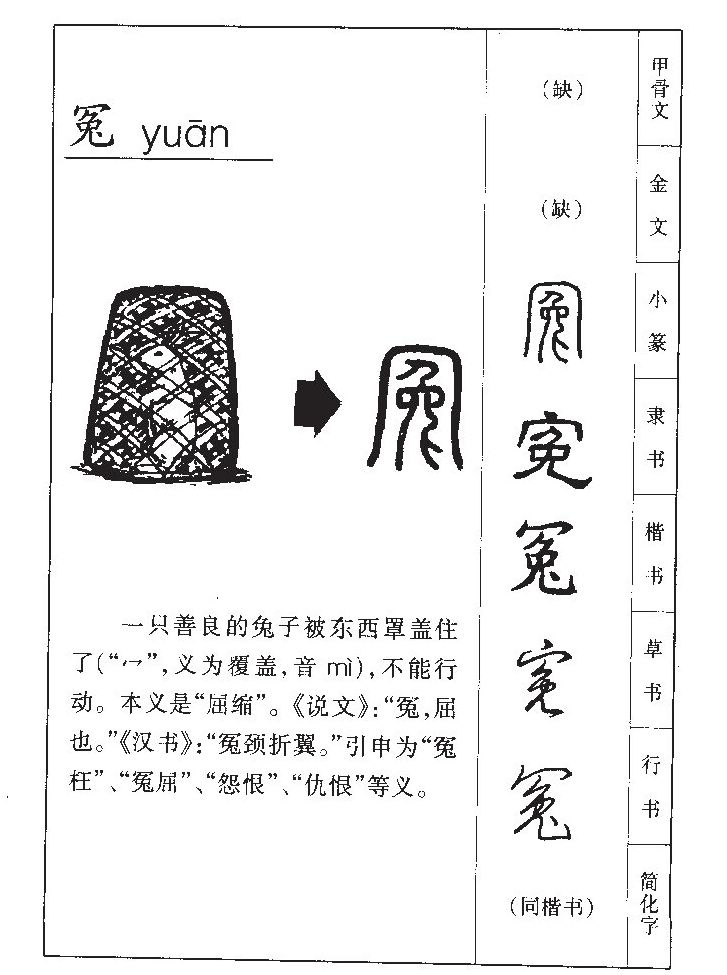 冤 yuān
一只善良的兔子被东西罩盖住
了(“冖”,义为覆盖,音 mì),不能行
动。本义是“屈缩”。《说文》:“冤,屈
也。”《汉书》:“冤颈折翼。”引申为“冤
枉”、“冤屈”、“怨恨”、“仇恨”等义。
冤
(缺) 甲骨文
(缺) 金文
冤 小篆
冤 隶书
冤 楷书
冤 草书
冤 行书
(同楷书) 简化字